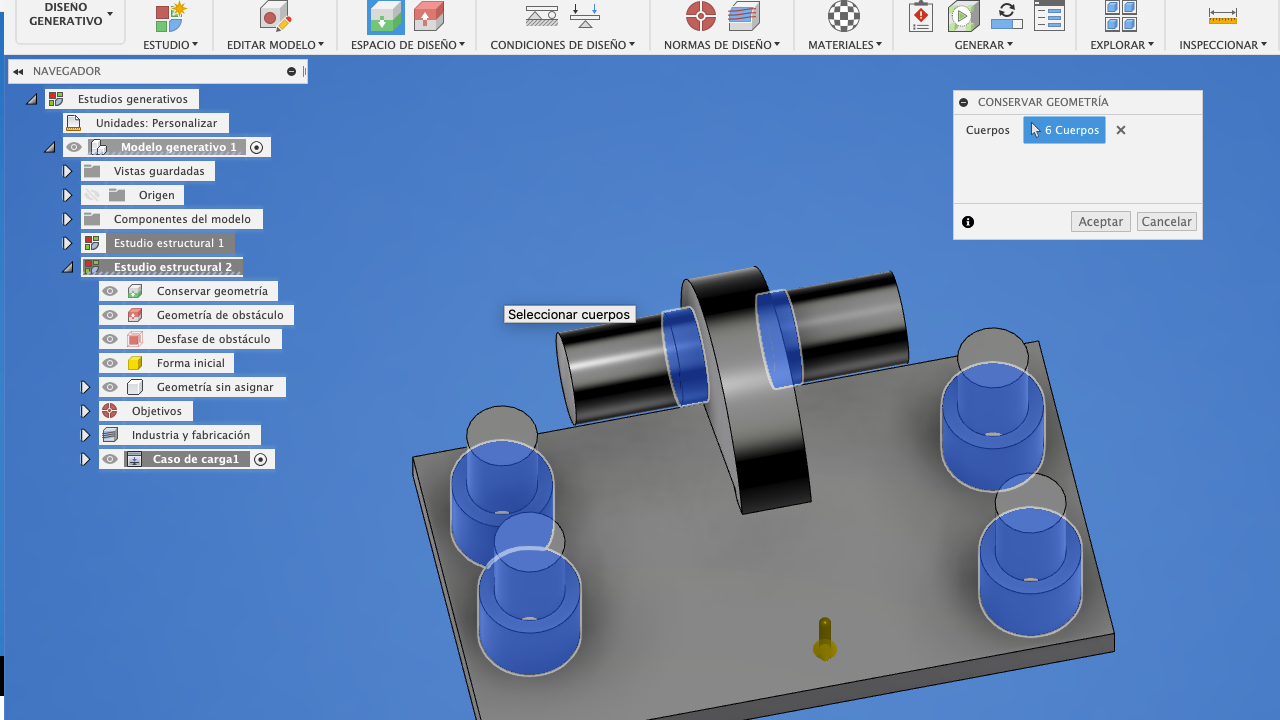 DISEÑO
GENERATIVO
ESTUDIO
EDITAR MODELO
ESPACIO DE DISEÑO
CONDICIONES DE DISEÑO
NORMAS DE DISEÑO
MATERIALES
GENERAR
EXPLORAR
INSPECCIONAR
NAVEGADOR
Estudios generativos
Unidades: Personalizar
Modelo generativo 1
Vistas guardadas
Origen
Componentes del modelo
Estudio estructural 1
Estudio estructural 2
Conservar geometría
Geometría de obstáculo
Desfase de obstáculo
Forma inicial
Geometría sin asignar
Objetivos
Industria y fabricación
Caso de carga1
Seleccionar cuerpos
CONSERVAR GEOMETRÍA
Cuerpos
6 Cuerpos
Aceptar
Cancelar